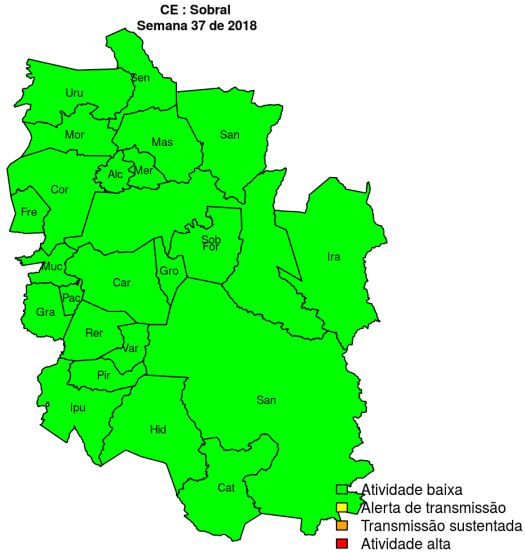 CE : Sobral
Semana 37 de 2018
Sen
Uru
Mor
Mas
San
Alc
Mer
Cor
Fre
Sob
For
Muc
Gro
Ira
Car
Pac
Gra
Rer
Var
Pir
San
Ipu
Hid
Cat
Atividade baixa
Alerta de transmissão
Transmissão sustentada
Atividade alta